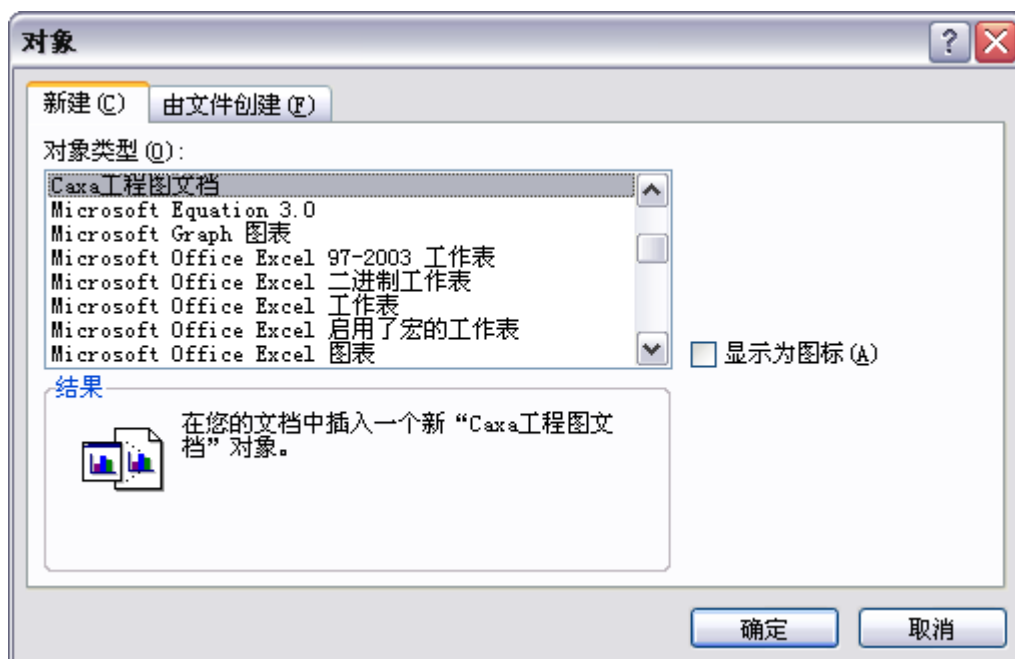 对象
新建(C)
由文件创建(F)
对象类型(O):
Caxa工程图文档
Microsoft Equation 3.0
Microsoft Graph 图表
Microsoft Office Excel 97-2003 工作表
Microsoft Office Excel 二进制工作表
Microsoft Office Excel 工作表
Microsoft Office Excel 启用了宏的工作表
Microsoft Office Excel 图表
显示为图标(A)
结果
在您的文档中插入一个新“Caxa工程图文
档”对象。
确定
取消